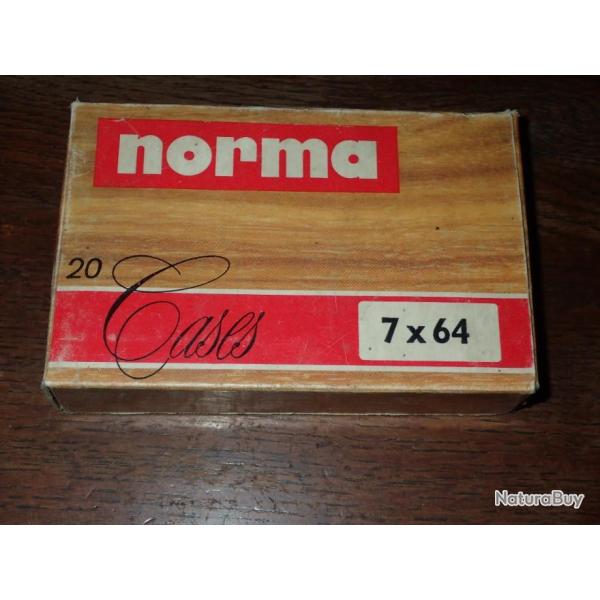 norma
20 Cases
7 x 64
NaturaBuy